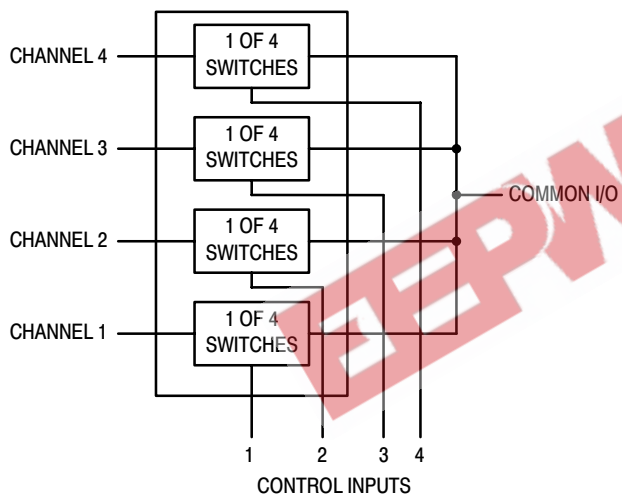 CHANNEL 4
1 OF 4
SWITCHES
CHANNEL 3
1 OF 4
SWITCHES
COMMON I/O
CHANNEL 2
1 OF 4
SWITCHES
CHANNEL 1
1 OF 4
SWITCHES
1 2 3 4
CONTROL INPUTS
EEPW